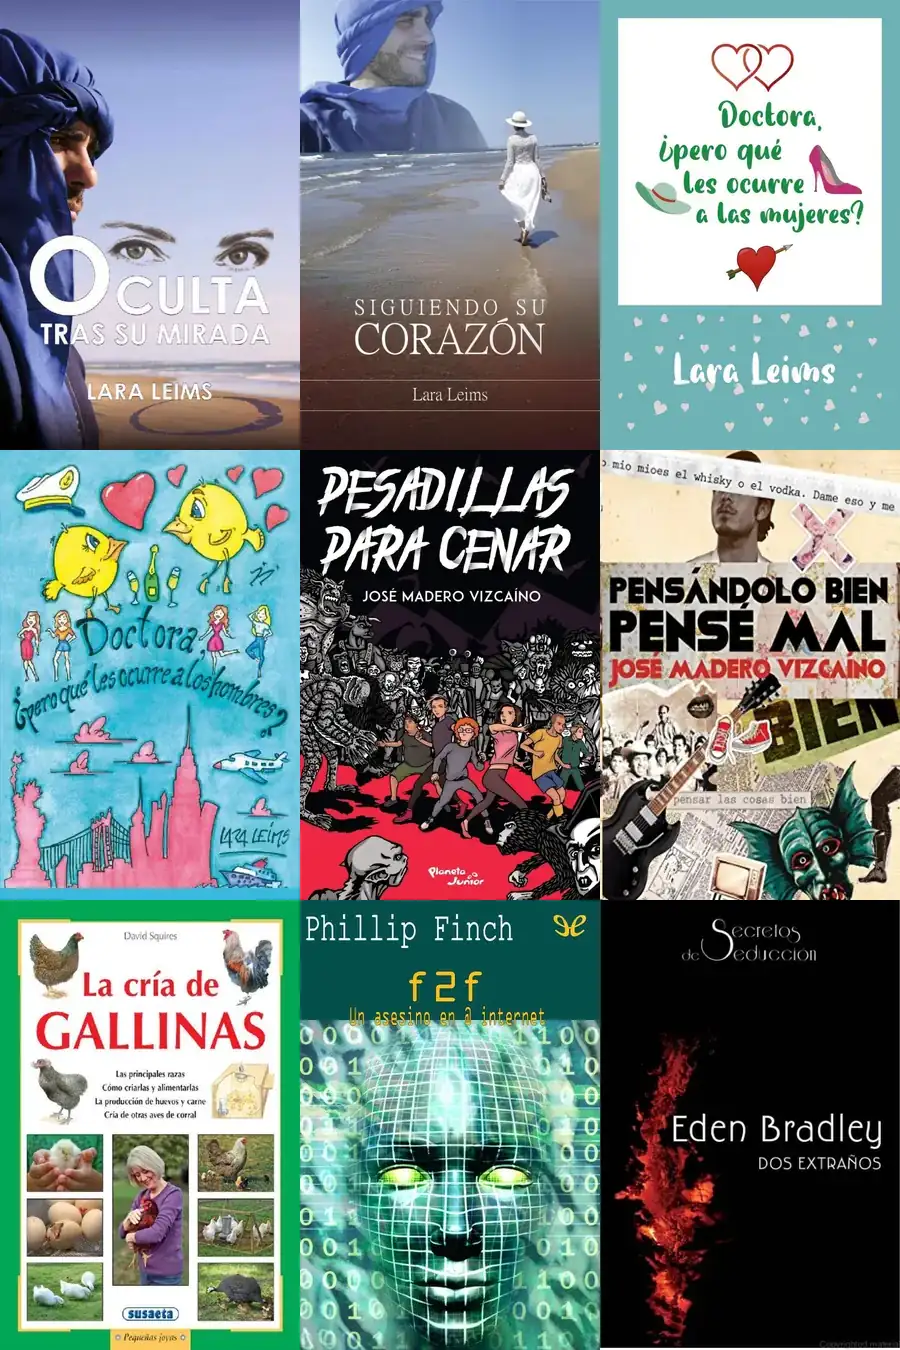 OCULTA
TRAS SU MIRADA
LARA LEIMS
SIGUIENDO SU
CORAZÓN
Lara Leims
Doctora,
¿pero qué
les ocurre
a las mujeres?
Lara Leims
Doctora,
¿pero qué les ocurre a los hombres?
LARA LEIMS
PESADILLAS
PARA CENAR
JOSÉ MADERO VIZCAÍNO
Planeta
Junior
o mio mioes el whisky o el vodka. Dame eso y me
PENSÁNDOLO BIEN
PENSÉ MAL
JOSÉ MADERO VIZCAÍNO
BIEN
pensar las cosas bien
David Squires
La cría de
GALLINAS
Las principales razas
Cómo criarlas y alimentarlas
La producción de huevos y carne
Cría de otras aves de corral
susaeta
Pequeñas joyas
Phillip Finch
f2f
Un asesino en @ internet
Secretos
de Seducción
Eden Bradley
DOS EXTRAÑOS